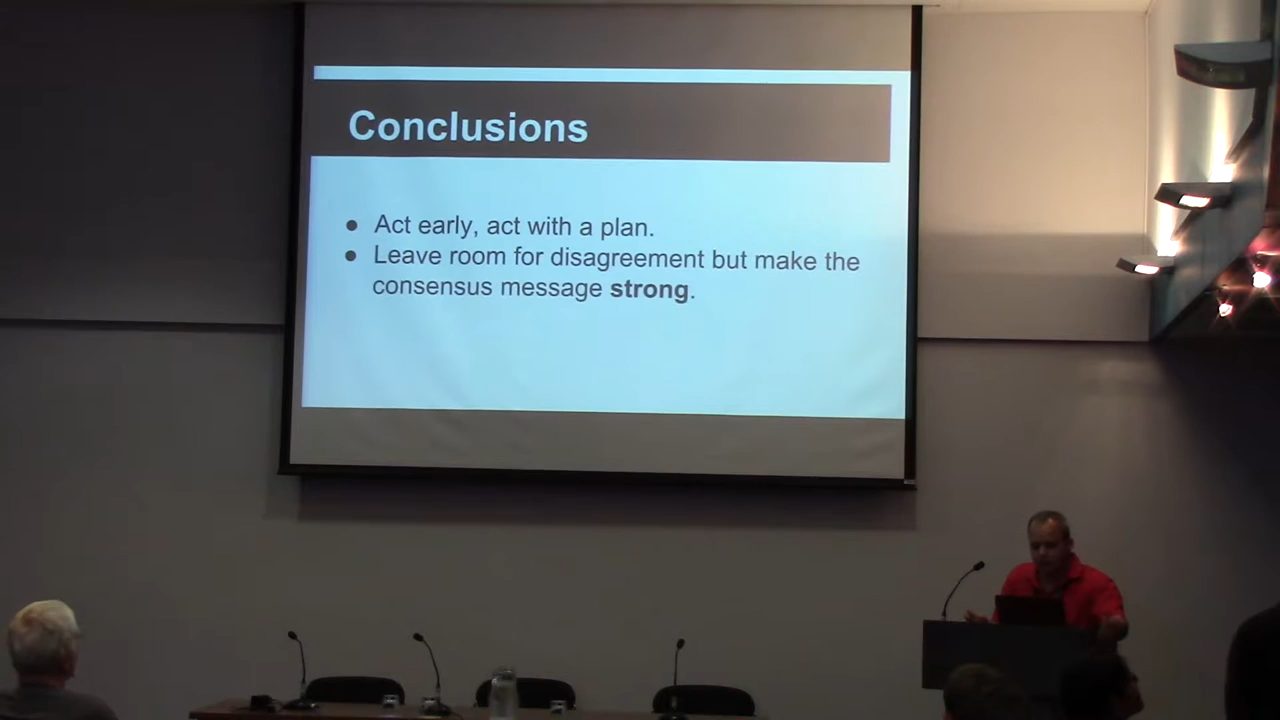 Conclusions
● Act early, act with a plan.
● Leave room for disagreement but make the
consensus message strong.